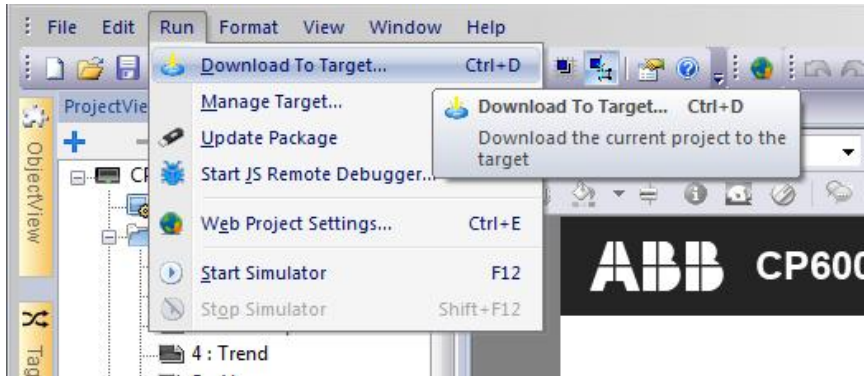 File Edit Run Format View Window Help
Download To Target... Ctrl+D
Manage Target...
Update Package
Start JS Remote Debugger...
Web Project Settings... Ctrl+E
Start Simulator F12
Stop Simulator Shift+F12
Download To Target... Ctrl+D
Download the current project to the
target
ProjectVie
ObjectView
Tag
4 : Trend
ABB CP600